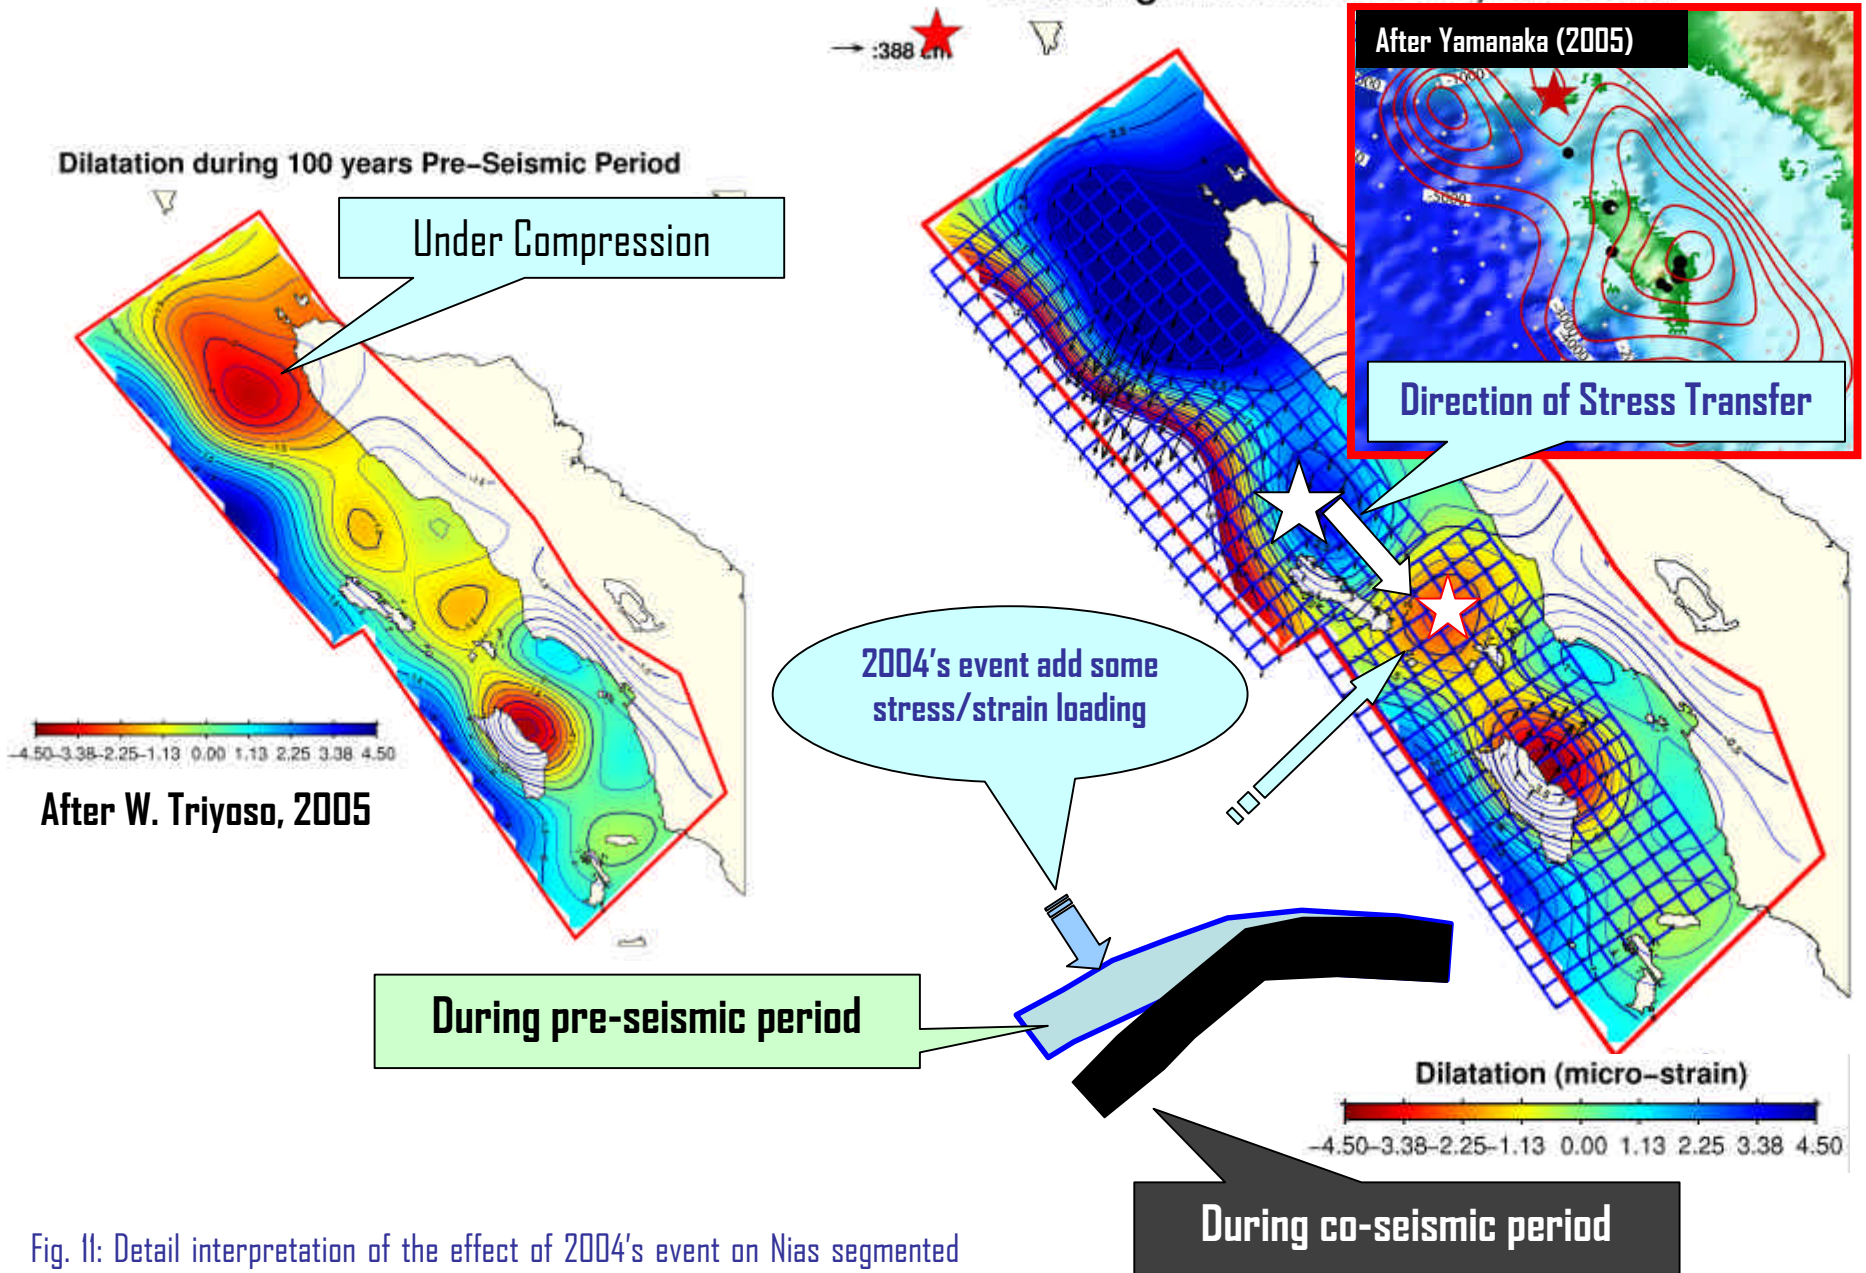 :388 cm
After Yamanaka (2005)
Dilatation during 100 years Pre-Seismic Period
Under Compression
Direction of Stress Transfer
2004's event add some
stress/strain loading
-4.50-3.38-2.25-1.13 0.00 1.13 2.25 3.38 4.50
After W. Triyoso, 2005
During pre-seismic period
Dilatation (micro-strain)
-4.50-3.38-2.25-1.13 0.00 1.13 2.25 3.38 4.50
During co-seismic period
Fig. 11: Detail interpretation of the effect of 2004's event on Nias segmented